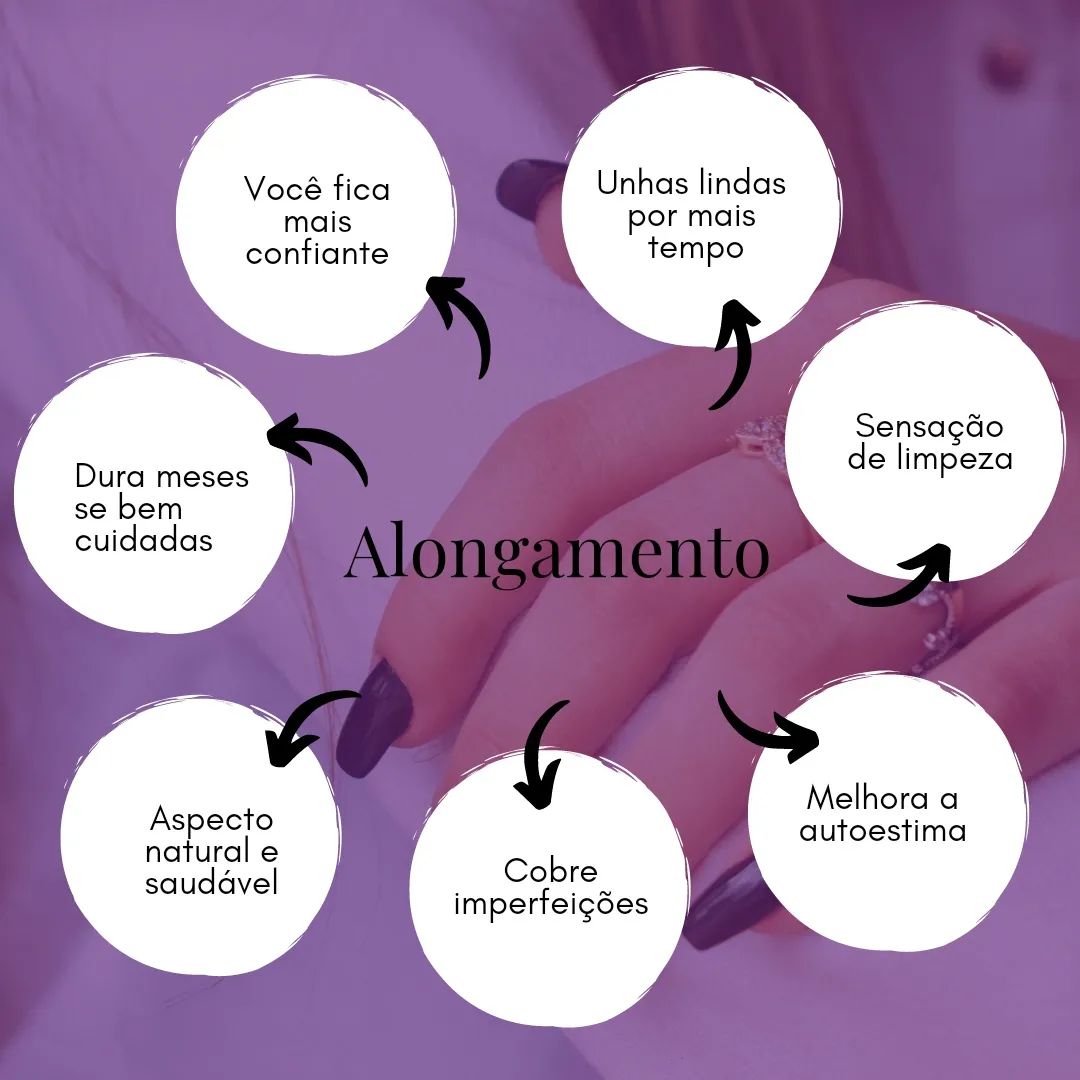 Você fica
mais
confiante
Unhas lindas
por mais
tempo
Sensação
de limpeza
Dura meses
se bem
cuidadas
Alongamento
Aspecto
natural e
saudável
Cobre
imperfeições
Melhora a
autoestima